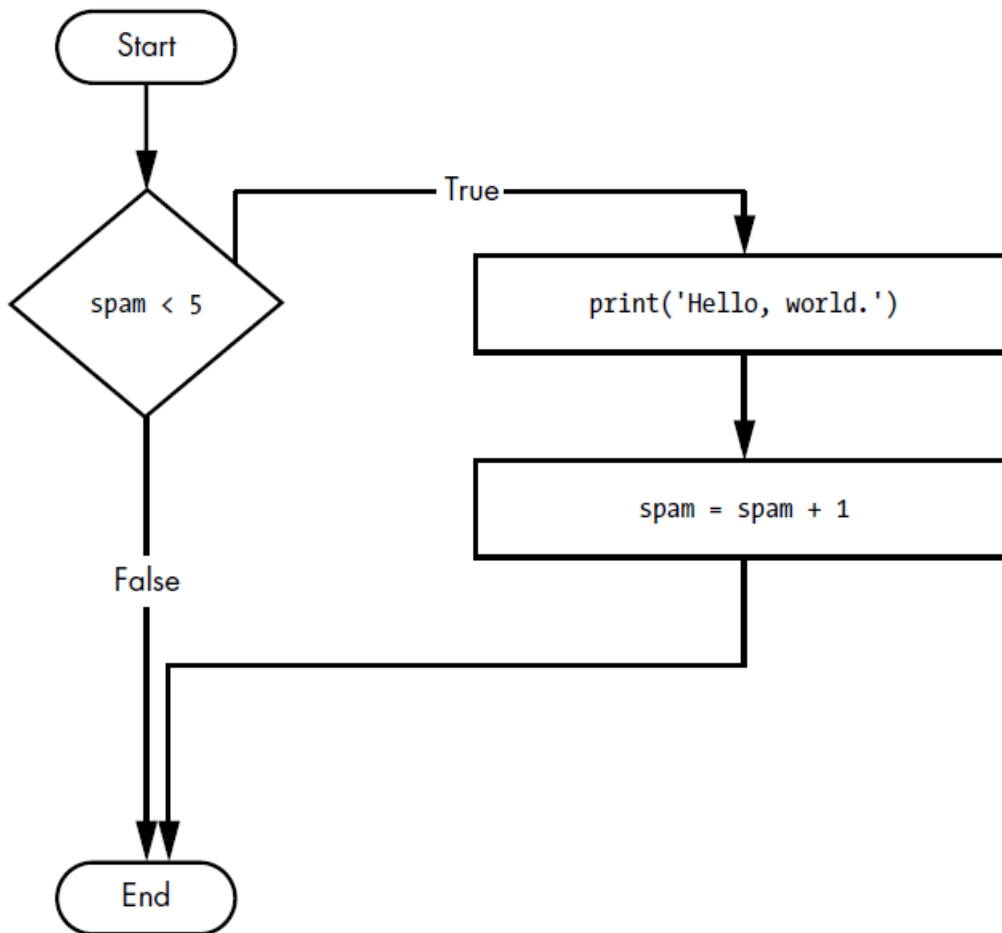 Start
True
spam < 5
print('Hello, world.')
spam = spam + 1
False
End